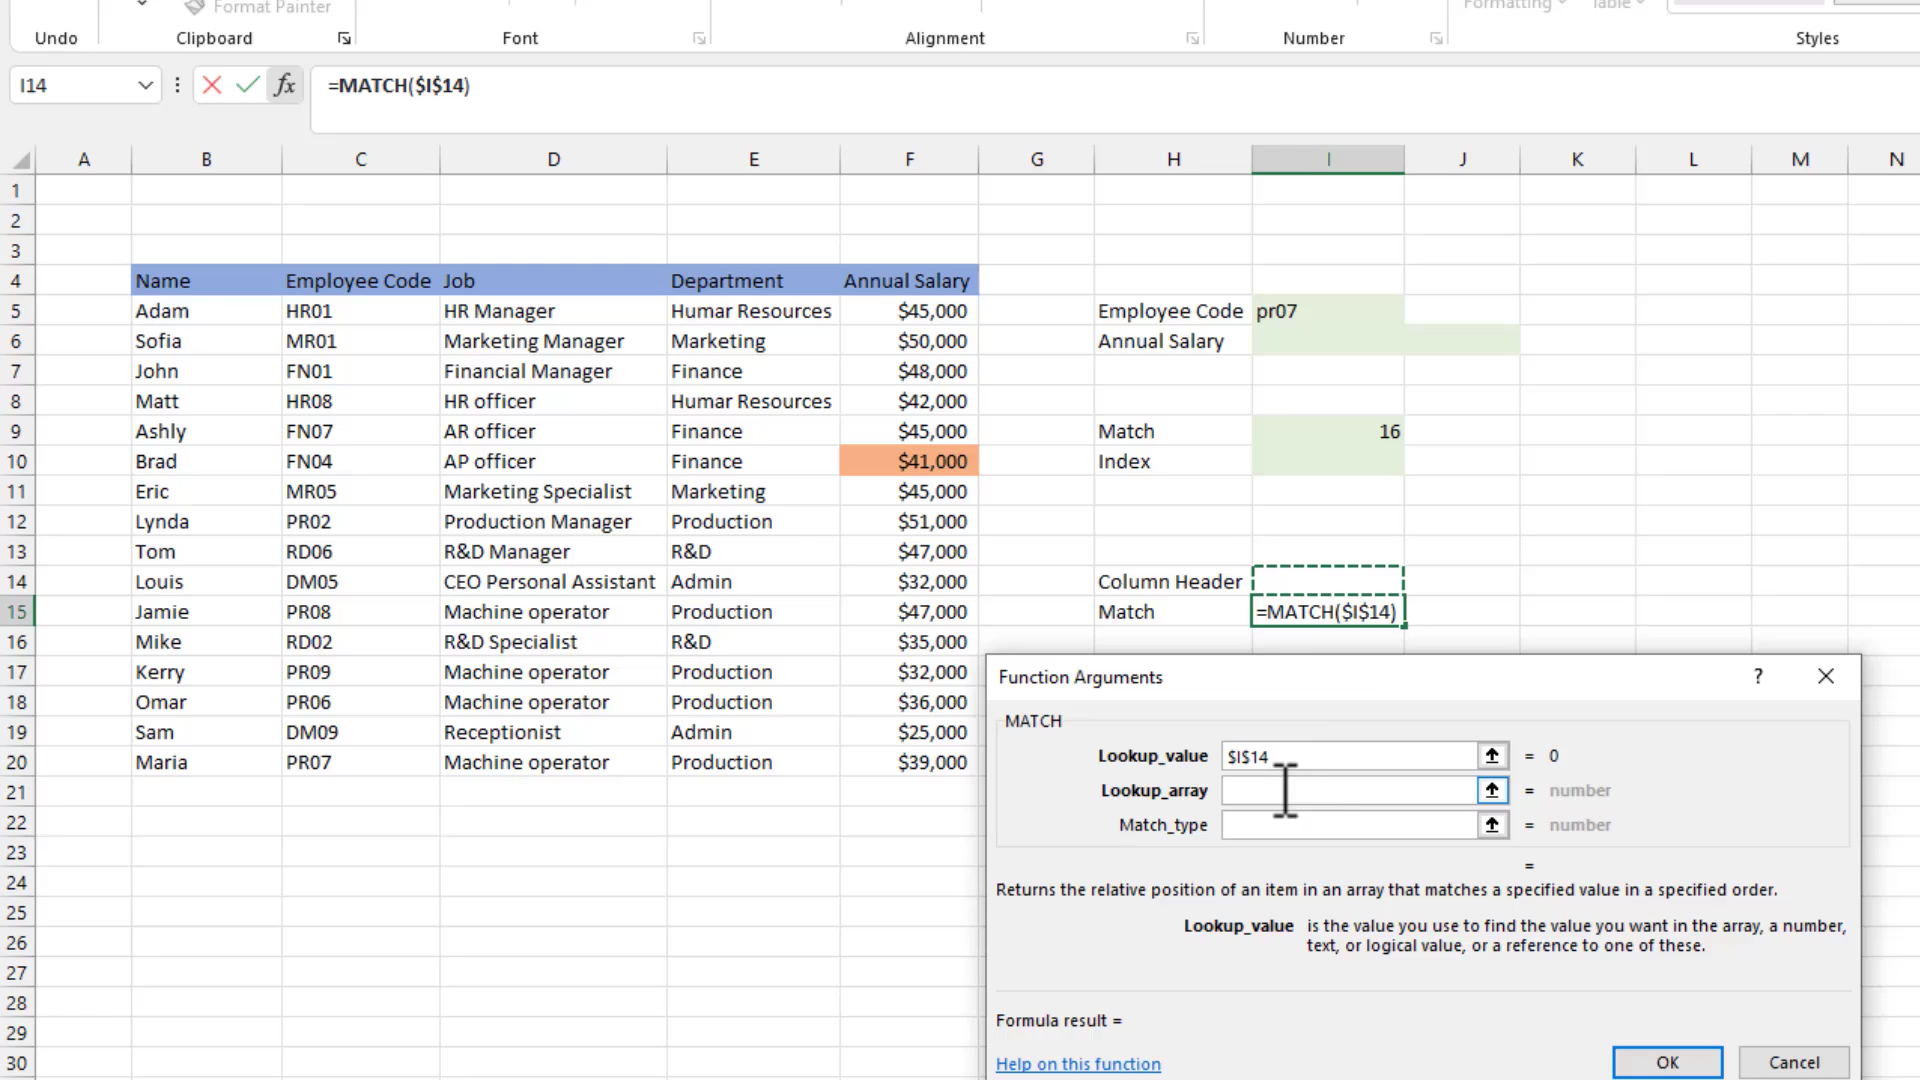 Format Painter
Formatting
Table
Undo
Clipboard
Font
Alignment
Number
Styles
I14
fx
=MATCH($I$14)
A B C D E F G H I J K L M N
1
2
3
4 Name Employee Code Job Department Annual Salary
5 Adam HR01 HR Manager Humar Resources $45,000 Employee Code pr07
6 Sofia MR01 Marketing Manager Marketing $50,000 Annual Salary
7 John FN01 Financial Manager Finance $48,000
8 Matt HR08 HR officer Humar Resources $42,000
9 Ashly FN07 AR officer Finance $45,000 Match 16
10 Brad FN04 AP officer Finance $41,000 Index
11 Eric MR05 Marketing Specialist Marketing $45,000
12 Lynda PR02 Production Manager Production $51,000
13 Tom RD06 R&D Manager R&D $47,000
14 Louis DM05 CEO Personal Assistant Admin $32,000 Column Header
15 Jamie PR08 Machine operator Production $47,000 Match =MATCH($I$14)
16 Mike RD02 R&D Specialist R&D $35,000
17 Kerry PR09 Machine operator Production $32,000
18 Omar PR06 Machine operator Production $36,000
19 Sam DM09 Receptionist Admin $25,000
20 Maria PR07 Machine operator Production $39,000
21
22
23
24
25
26
27
28
29
30
Function Arguments ?
MATCH
Lookup_value $I$14 = 0
Lookup_array = number
Match_type = number
=
Returns the relative position of an item in an array that matches a specified value in a specified order.
Lookup_value is the value you use to find the value you want in the array, a number,
text, or logical value, or a reference to one of these.
Formula result =
Help on this function
OK
Cancel